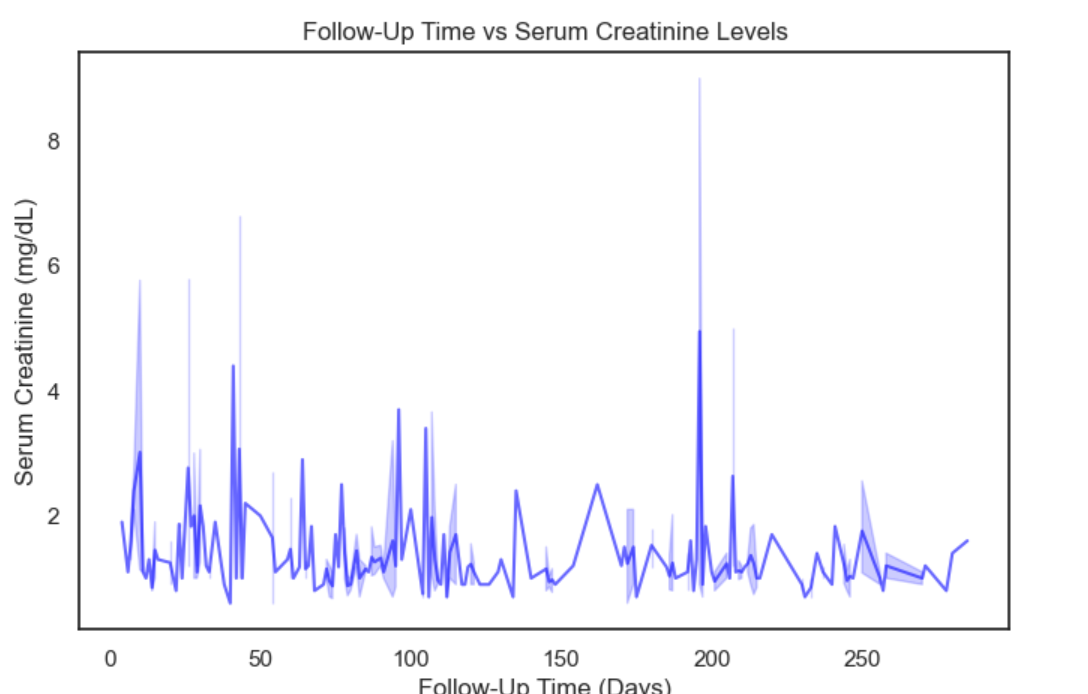 Follow-Up Time vs Serum Creatinine Levels
Serum Creatinine (mg/dL)
8
6
4
2
0 50 100 150 200 250
Follow-Up Time (Days)